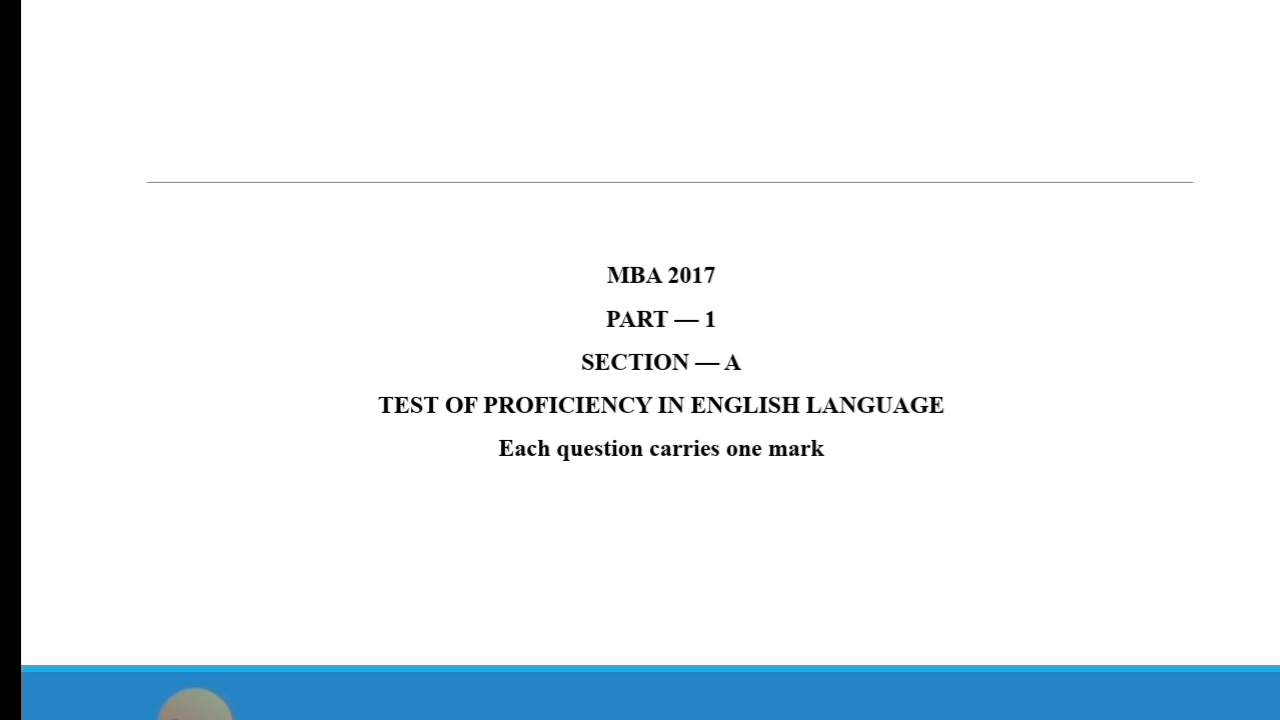 MBA 2017
PART — 1
SECTION — A
TEST OF PROFICIENCY IN ENGLISH LANGUAGE
Each question carries one mark